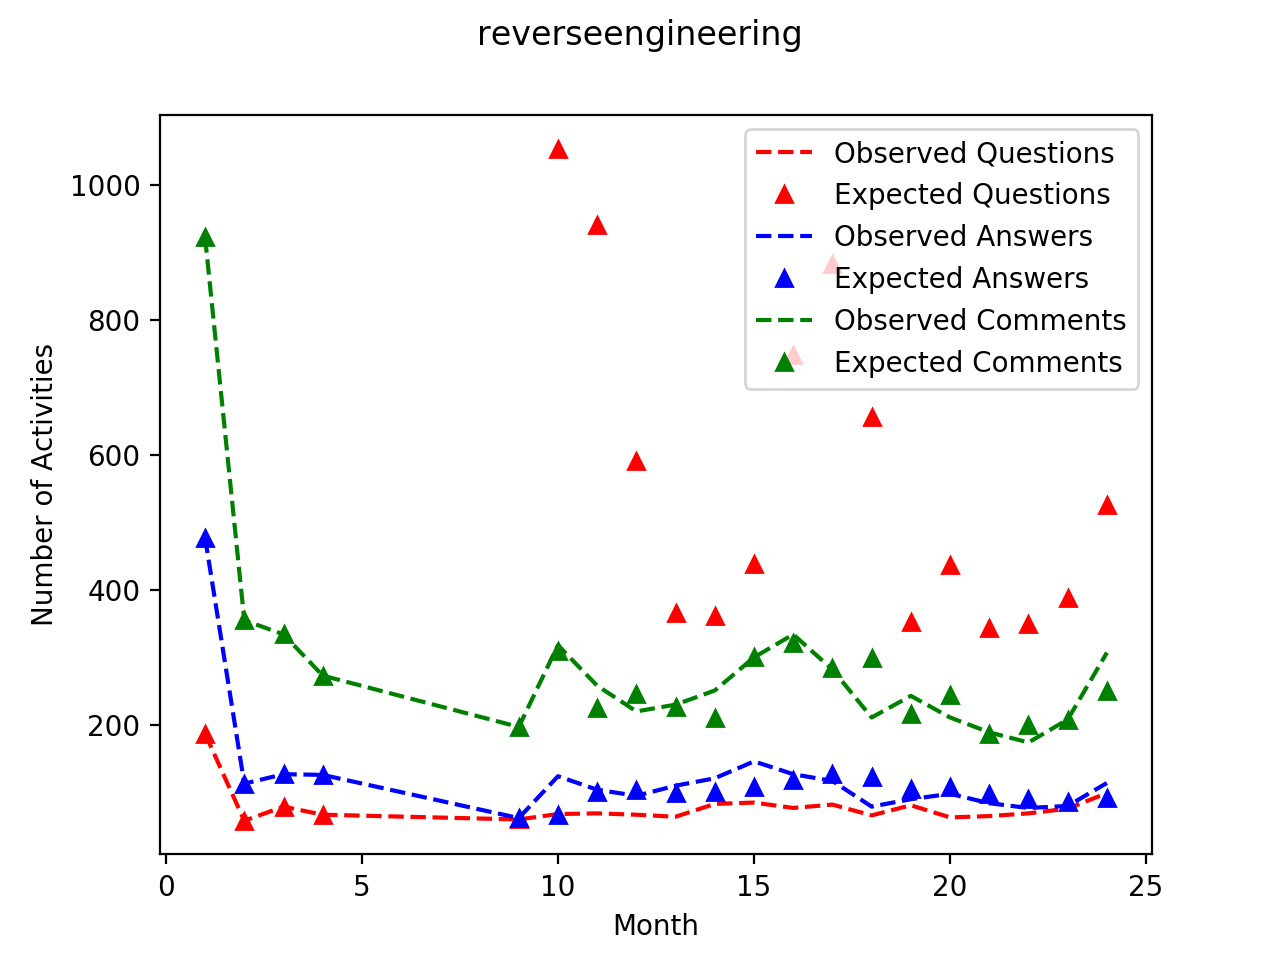 reverseengineering
Number of Activities
1000
800
600
400
200
Observed Questions
Expected Questions
Observed Answers
Expected Answers
Observed Comments
Expected Comments
0 5 10 15 20 25
Month